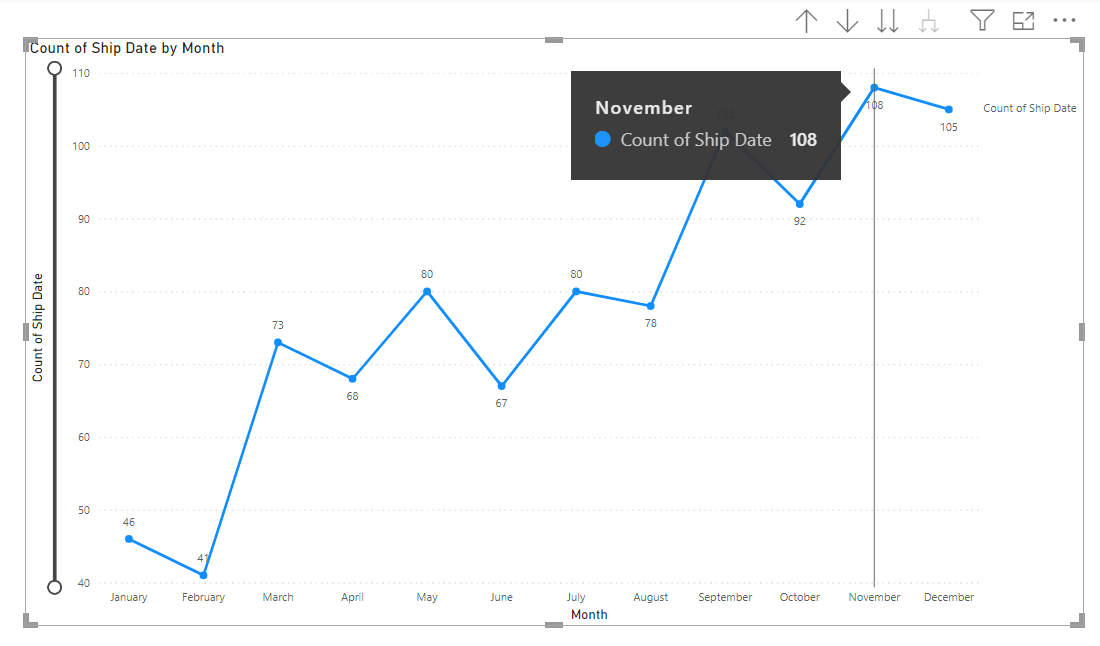 Count of Ship Date by Month
110
100
90
80
70
60
50
40
Count of Ship Date
November
Count of Ship Date 108
46
41
73
68
80
67
80
78
102
92
108
105
Count of Ship Date
January February March April May June July August September October November December
Month